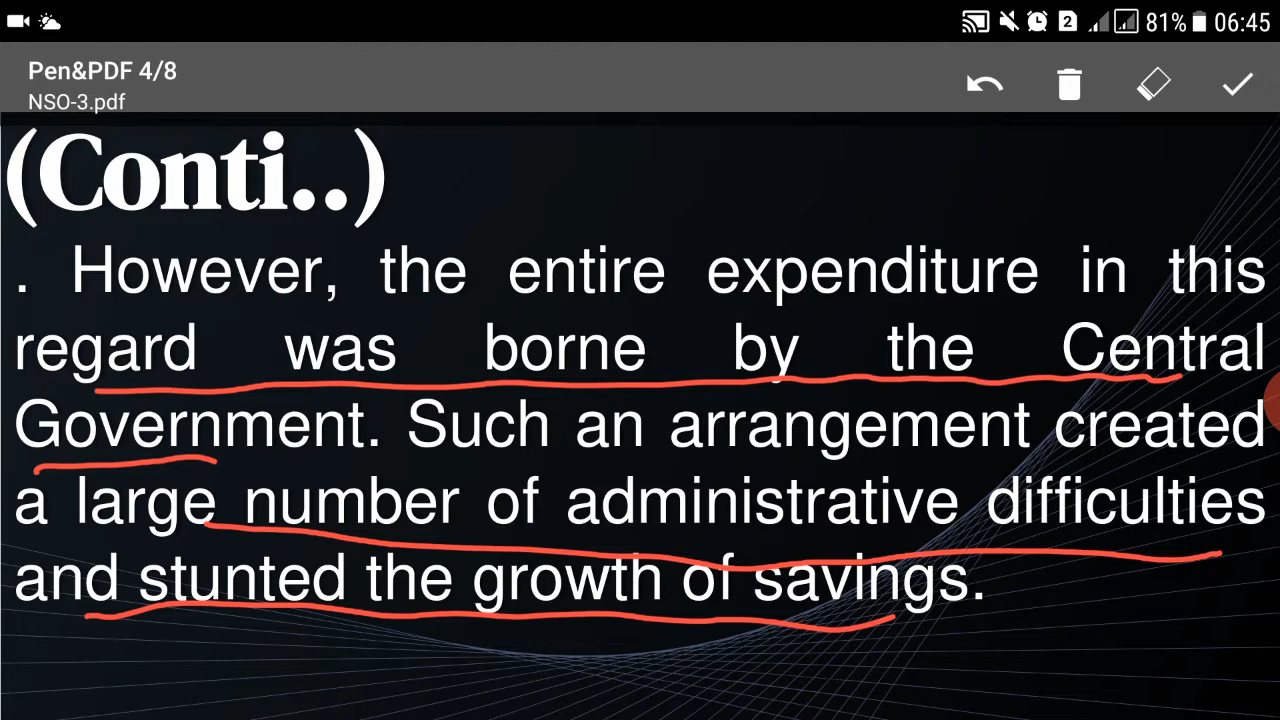 2 81% 06:45
Pen&PDF 4/8
NSO-3.pdf
(Conti..)
. However, the entire expenditure in this
regard was borne by the Central
Government. Such an arrangement created
a large number of administrative difficulties
and stunted the growth of savings.